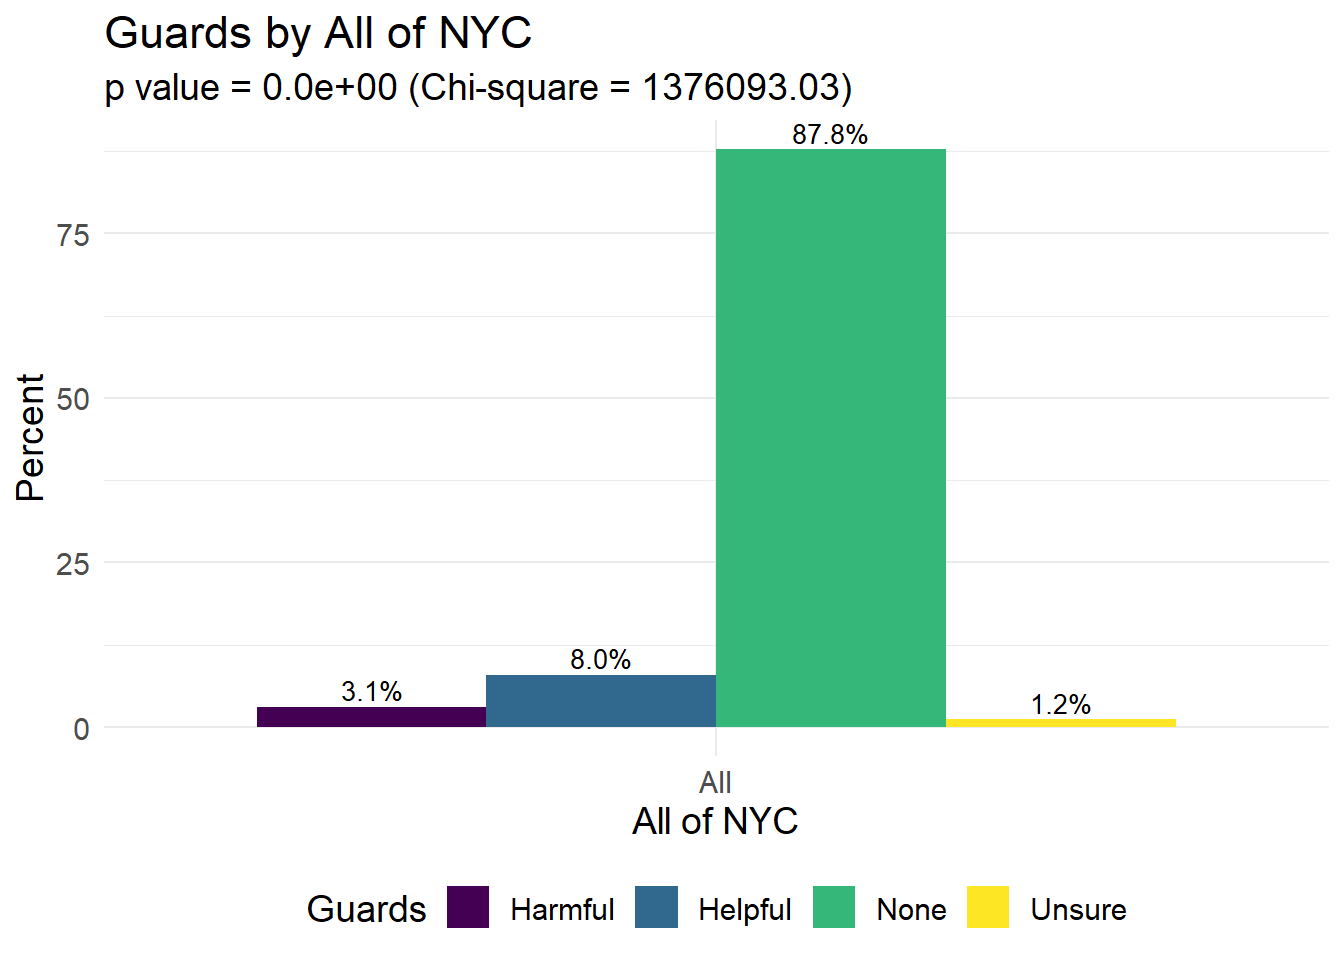 Guards by All of NYC
p value = 0.0e+00 (Chi-square = 1376093.03)
87.8%
75
Percent
50
25
8.0%
3.1%
1.2%
0
All
All of NYC
Guards Harmful Helpful None Unsure